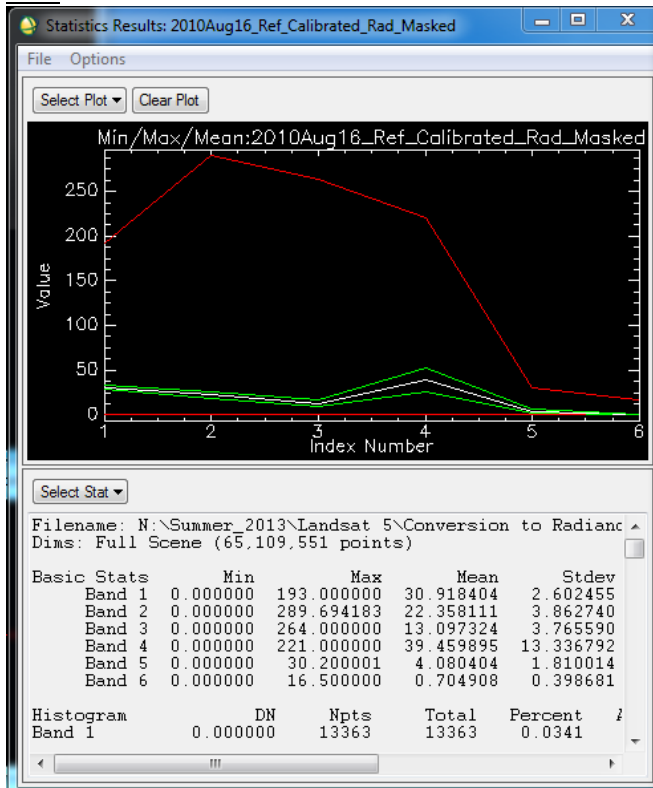 Statistics Results: 2010Aug16_Ref_Calibrated_Rad_Masked
File Options
Select Plot Clear Plot
Min/Max/Mean:2010Aug16_Ref_Calibrated_Rad_Masked
250
200
150
100
50
0
Value
1 2 3 4 5 6
Index Number
Select Stat
Filename: N:\Summer_2013\Landsat 5\Conversion to Radianc
Dims: Full Scene (65,109,551 points)
Basic Stats Min Max Mean Stdev
Band 1 0.000000 193.000000 30.918404 2.602455
Band 2 0.000000 289.694183 22.358111 3.862740
Band 3 0.000000 264.000000 13.097324 3.765590
Band 4 0.000000 221.000000 39.459895 13.336792
Band 5 0.000000 30.200001 4.080404 1.810014
Band 6 0.000000 16.500000 0.704908 0.398681
Histogram DN Npts Total Percent
Band 1 0.000000 13363 13363 0.0341